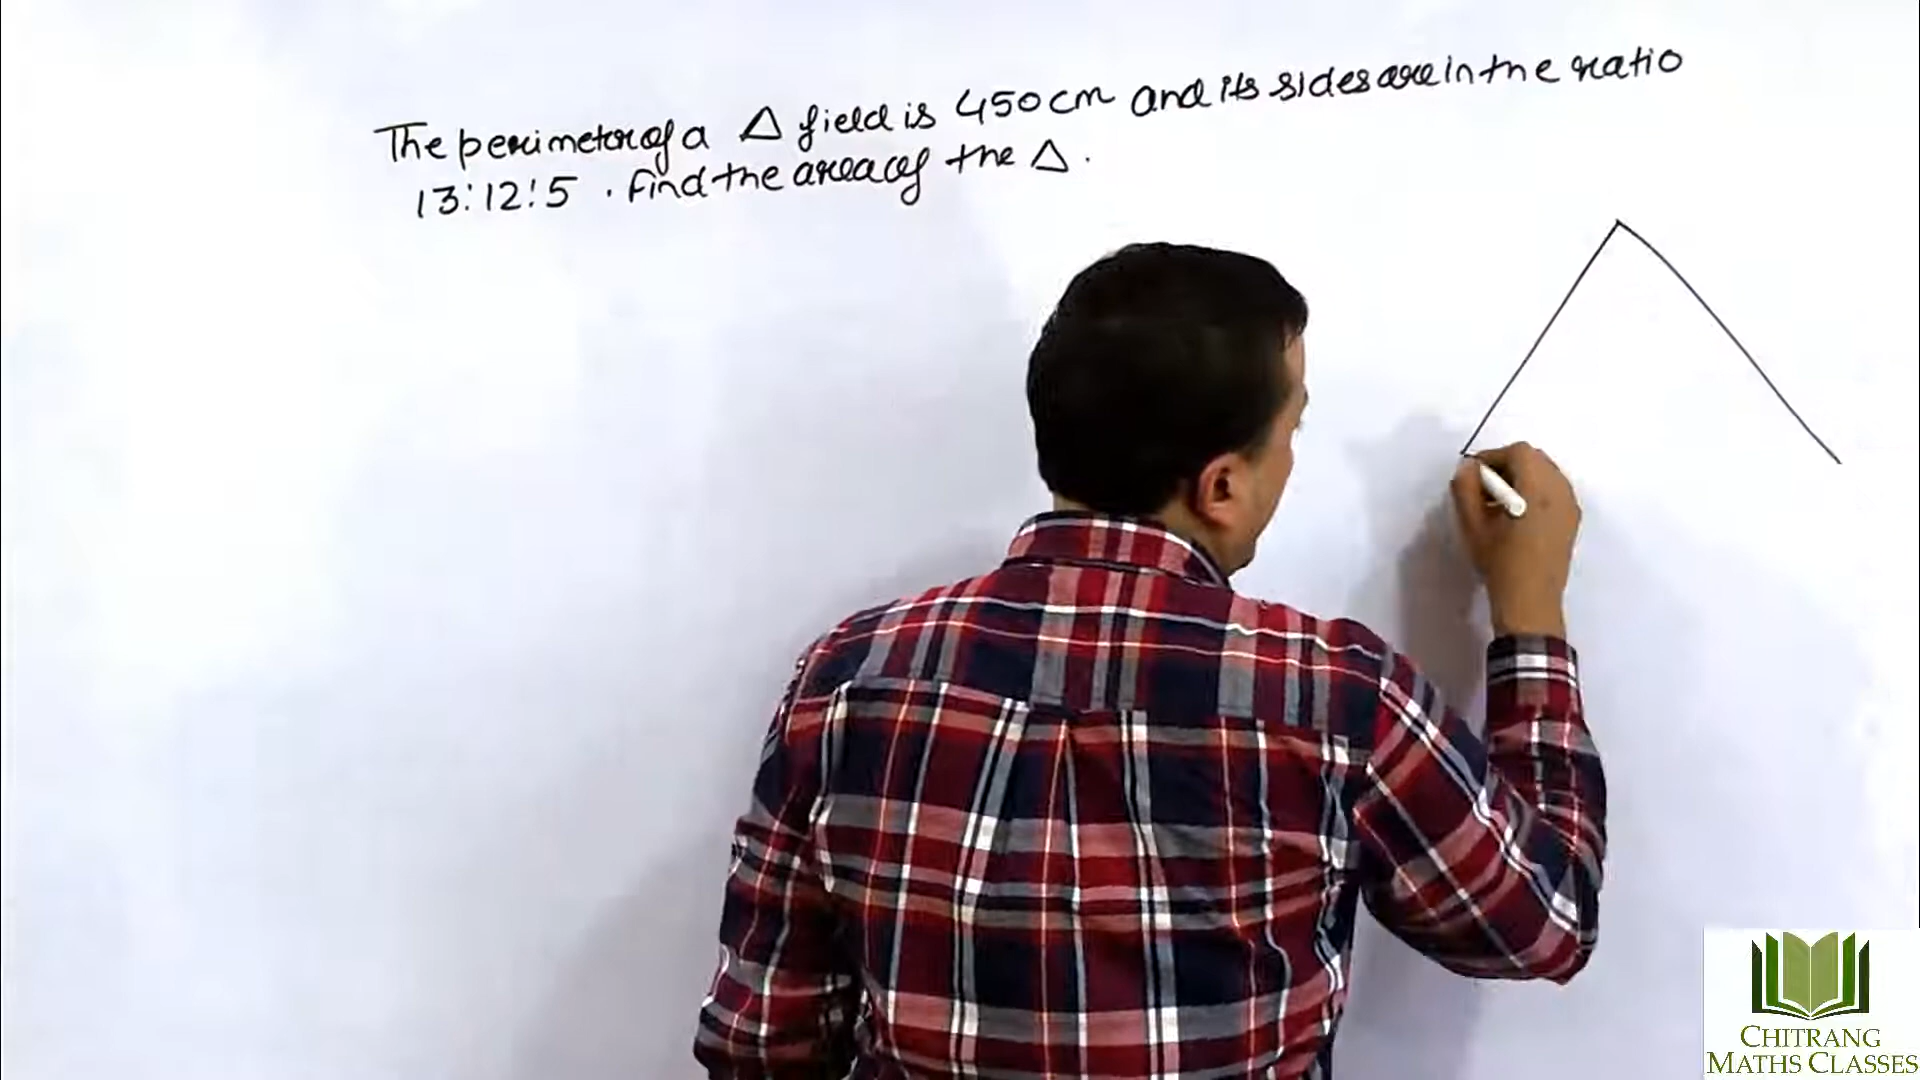 The perimeter of a △ field is 450 cm and its sides are in the ratio
13:12:5 . Find the area of the △.
CHITRANG
MATHS CLASSES